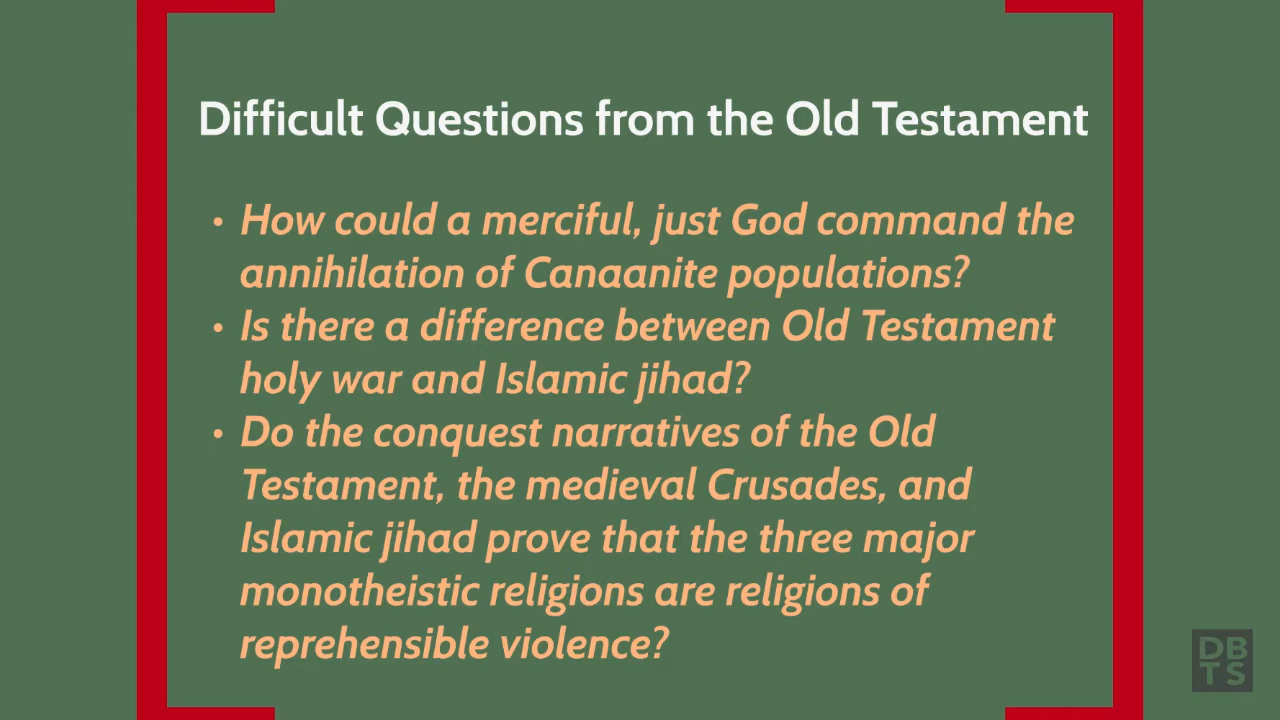 Difficult Questions from the Old Testament
• How could a merciful, just God command the
annihilation of Canaanite populations?
• Is there a difference between Old Testament
holy war and Islamic jihad?
• Do the conquest narratives of the Old
Testament, the medieval Crusades, and
Islamic jihad prove that the three major
monotheistic religions are religions of
reprehensible violence?
DB
TS